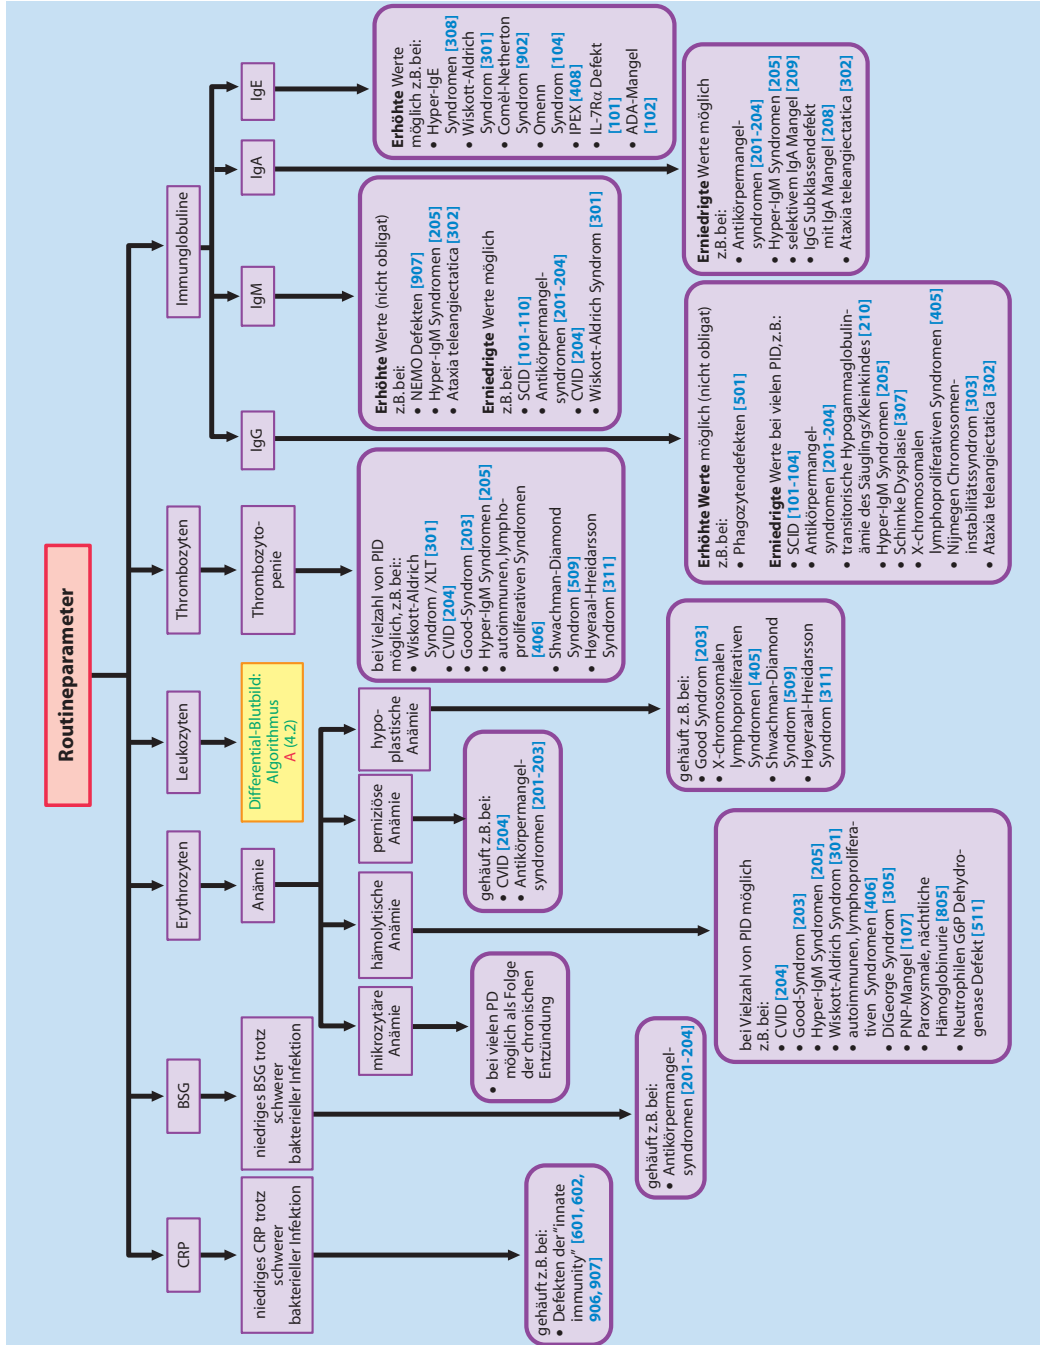 Routineparameter
CRP
BSG
Erythrozyten
Leukozyten
Thrombozyten
Immunglobuline
niedriges CRP trotz
schwerer
bakterieller Infektion
niedriges BSG trotz
schwerer
bakterieller Infektion
Anämie
Differential-Blutbild:
Algorithmus
A (4.2)
Thrombozyto-
penie
IgG
IgM
IgA
IgE
mikrozytäre
Anämie
hämolytische
Anämie
perniziöse
Anämie
hypo-
plastische
Anämie
gehäuft z.B. bei:
• Defekten der "innate
immunity" [601, 602,
906, 907]
gehäuft z.B. bei:
• Antikörpermangel-
syndromen [201-204]
• bei vielen PD
möglich als Folge
der chronischen
Entzündung
bei Vielzahl von PID möglich
z.B. bei:
• CVID [204]
• Good-Syndrom [203]
• Hyper-IgM Syndromen [205]
• Wiskott-Aldrich Syndrom [301]
• autoimmunen, lymphoprolifera-
tiven Syndromen [406]
• DiGeorge Syndrom [305]
• PNP-Mangel [107]
• Paroxysmale, nächtliche
Hämoglobinurie [805]
• Neutrophilen G6P Dehydro-
genase Defekt [511]
gehäuft z.B. bei:
• CVID [204]
• Antikörpermangel-
syndromen [201-203]
gehäuft z.B. bei:
• Good Syndrom [203]
• X-chromosomalen
lymphoproliferativen
Syndromen [405]
• Shwachman-Diamond
Syndrom [509]
• Høyeraal-Hreidarsson
Syndrom [311]
bei Vielzahl von PID
möglich, z.B. bei:
• Wiskott-Aldrich
Syndrom / XLT [301]
• CVID [204]
• Good-Syndrom [203]
• Hyper-IgM Syndromen [205]
• autoimmunen, lympho-
proliferativen Syndromen
[406]
• Shwachman-Diamond
Syndrom [509]
• Høyeraal-Hreidarsson
Syndrom [311]
Erhöhte Werte möglich (nicht obligat)
z.B. bei:
• Phagozytendefekten [501]
Erniedrigte Werte bei vielen PID, z.B.:
• SCID [101-104]
• Antikörpermangel-
syndromen [201-204]
• transitorische Hypogammaglobulin-
ämie des Säuglings/Kleinkindes [210]
• Hyper-IgM Syndromen [205]
• Schimke Dysplasie [307]
• X-chromosomalen
lymphoproliferativen Syndromen [405]
• Nijmegen Chromosomen-
instabilitätssyndrom [303]
• Ataxia teleangiectatica [302]
Erhöhte Werte (nicht obligat)
z.B. bei:
• NEMO Defekten [907]
• Hyper-IgM Syndromen [205]
• Ataxia teleangiectatica [302]
Erniedrigte Werte möglich
z.B. bei:
• SCID [101-110]
• Antikörpermangel-
syndromen [201-204]
• CVID [204]
• Wiskott-Aldrich Syndrom [301]
Erniedrigte Werte möglich
z.B. bei:
• Antikörpermangel-
syndromen [201-204]
• Hyper-IgM Syndromen [205]
• selektivem IgA Mangel [209]
• IgG Subklassendefekt
mit IgA Mangel [208]
• Ataxia teleangiectatica [302]
Erhöhte Werte
möglich z.B. bei:
• Hyper-IgE
Syndromen [308]
• Wiskott-Aldrich
Syndrom [301]
• Comèl-Netherton
Syndrom [902]
• Omenn
Syndrom [104]
• IPEX [408]
• IL-7Rα Defekt
[101]
• ADA-Mangel
[102]